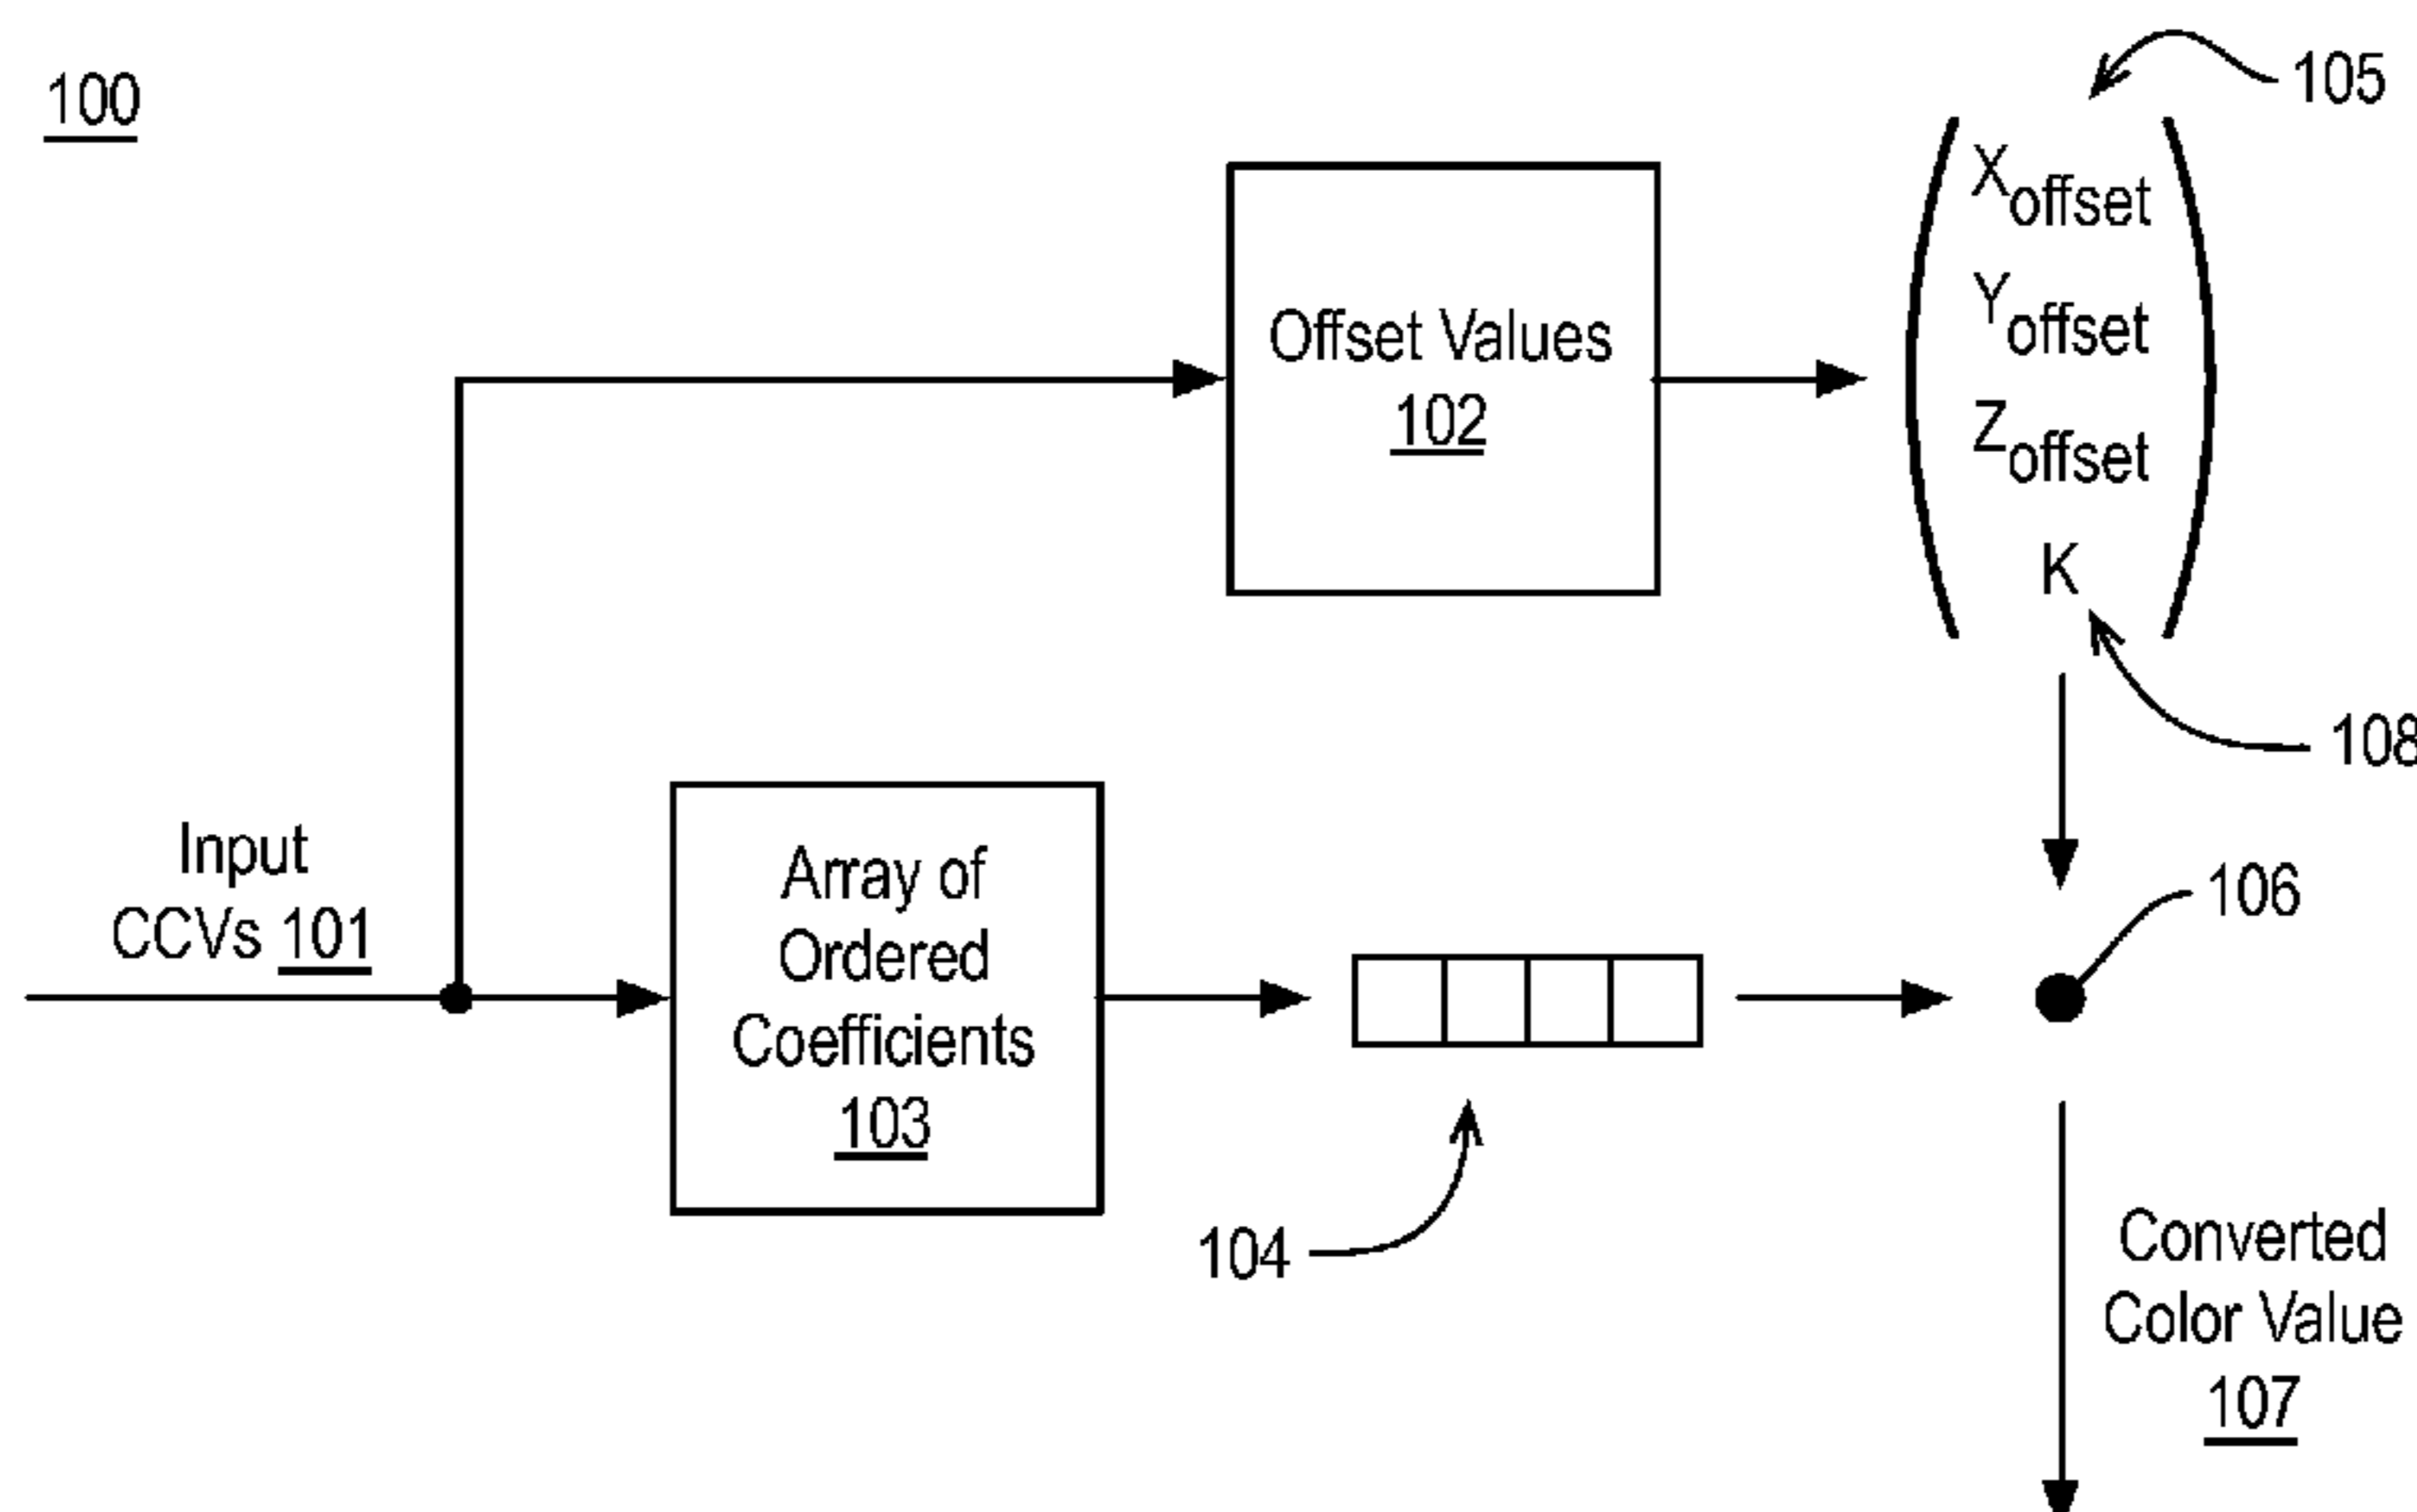 100
105
Xoffset
Yoffset
Zoffset
K
Offset Values
102
108
Input
CCVs 101
Array of
Ordered
Coefficients
103
106
104
Converted
Color Value
107